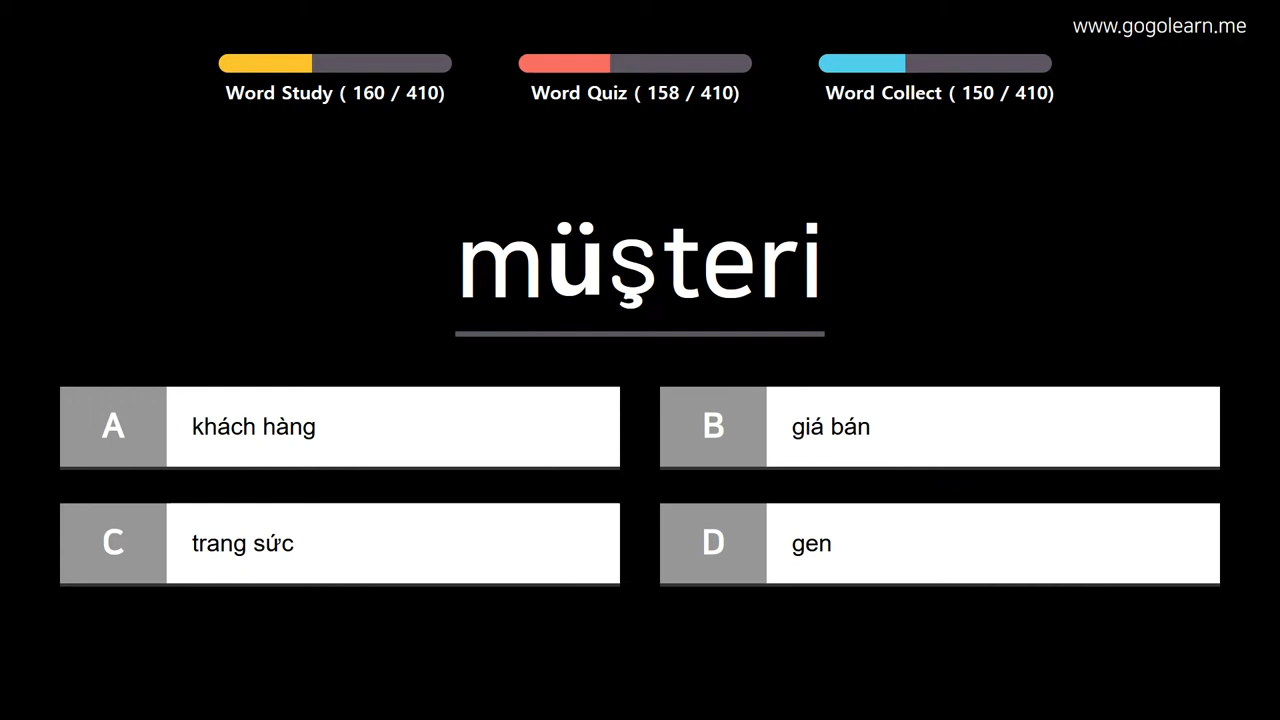 www.gogolearn.me
Word Study ( 160 / 410)
Word Quiz ( 158 / 410)
Word Collect ( 150 / 410)
müşteri
A khách hàng
B giá bán
C trang sức
D gen